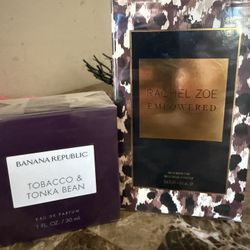 BANANA REPUBLIC
TOBACCO &
TONKA BEAN
EAU DE PARFUM
1 FL. OZ. / 30 mL
RACHEL ZOE
EMPOWERED